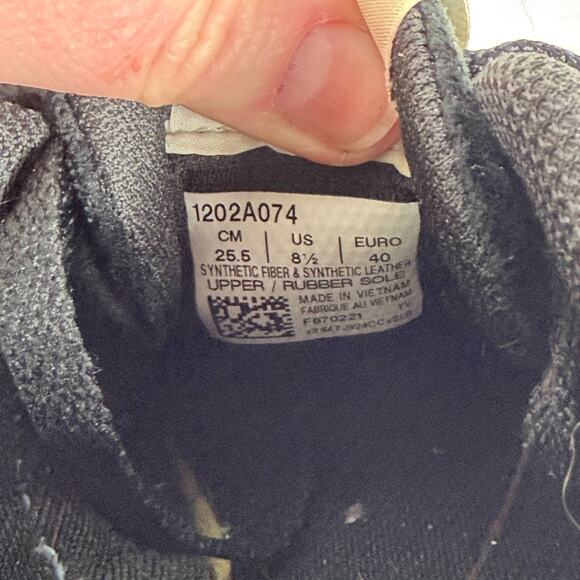 1202A074
CM | US | EURO
25.5 | 8½ | 40
SYNTHETIC FIBER & SYNTHETIC LEATHER
UPPER / RUBBER SOLE
MADE IN VIETNAM
FABRIQUE AU VIETNAM
F670221